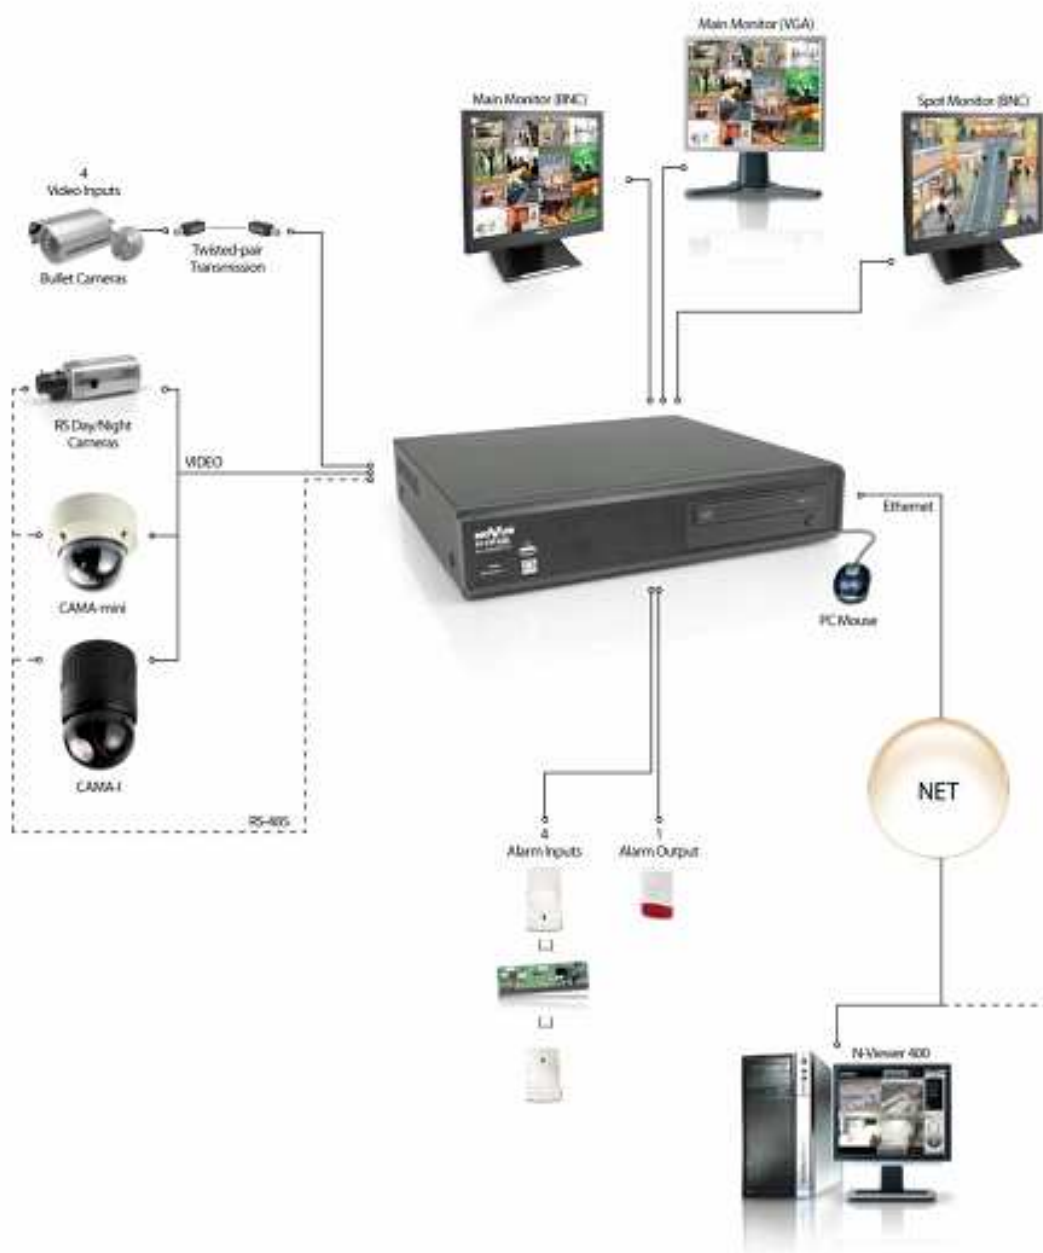 Main Monitor (VGA)
Main Monitor (BNC)
Spot Monitor (BNC)
4
Video Inputs
Twisted-pair
Transmission
Bullet Cameras
RS Day/Night
Cameras
VIDEO
Ethernet
CAMA-mini
PC Mouse
CAMA-I
NET
RS-485
4
Alarm Inputs
1
Alarm Output
N-Viewer 400